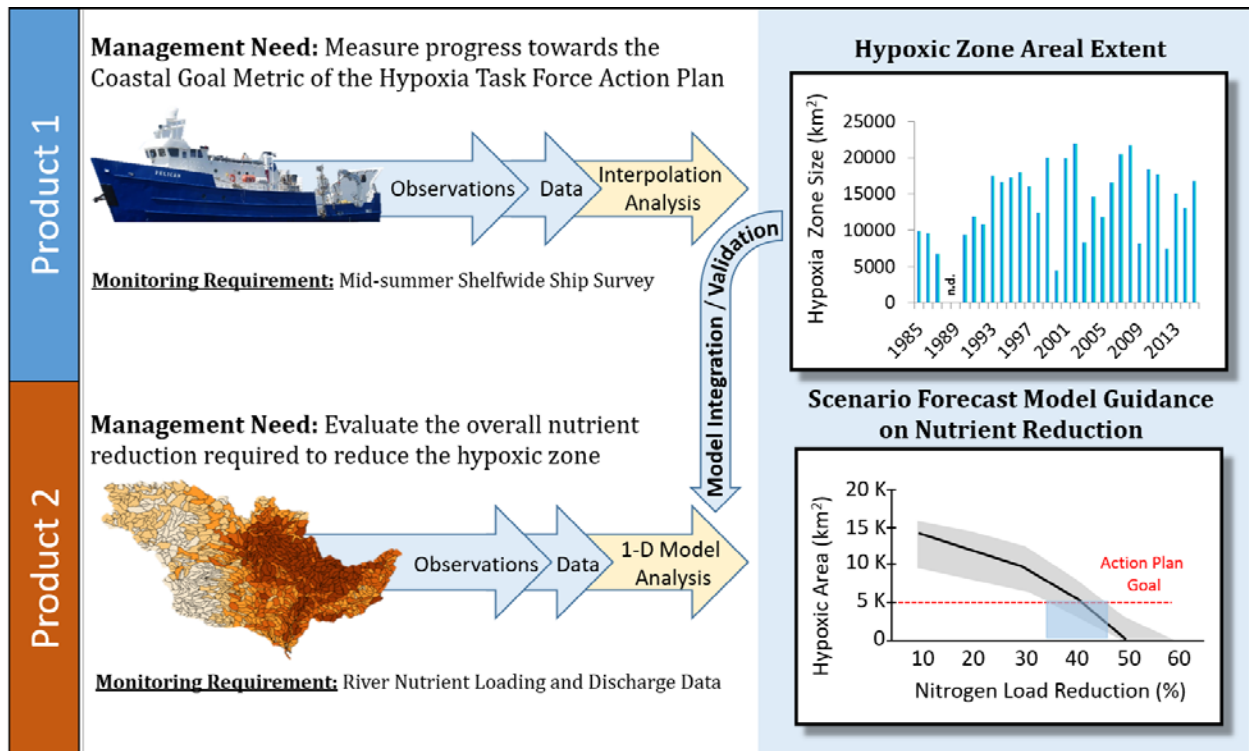 Product 1
Management Need: Measure progress towards the
Coastal Goal Metric of the Hypoxia Task Force Action Plan
PELICAN
Observations
Data
Interpolation
Analysis
Monitoring Requirement: Mid-summer Shelfwide Ship Survey
Hypoxic Zone Areal Extent
Hypoxia Zone Size (km²)
25000
20000
15000
10000
5000
0
n.d.
1985
1989
1993
1997
2001
2005
2009
2013
Model Integration / Validation
Product 2
Management Need: Evaluate the overall nutrient
reduction required to reduce the hypoxic zone
Observations
Data
1-D Model
Analysis
Monitoring Requirement: River Nutrient Loading and Discharge Data
Scenario Forecast Model Guidance
on Nutrient Reduction
Hypoxic Area (km²)
20 K
15 K
10 K
5 K
0
Action Plan
Goal
10
20
30
40
50
60
Nitrogen Load Reduction (%)